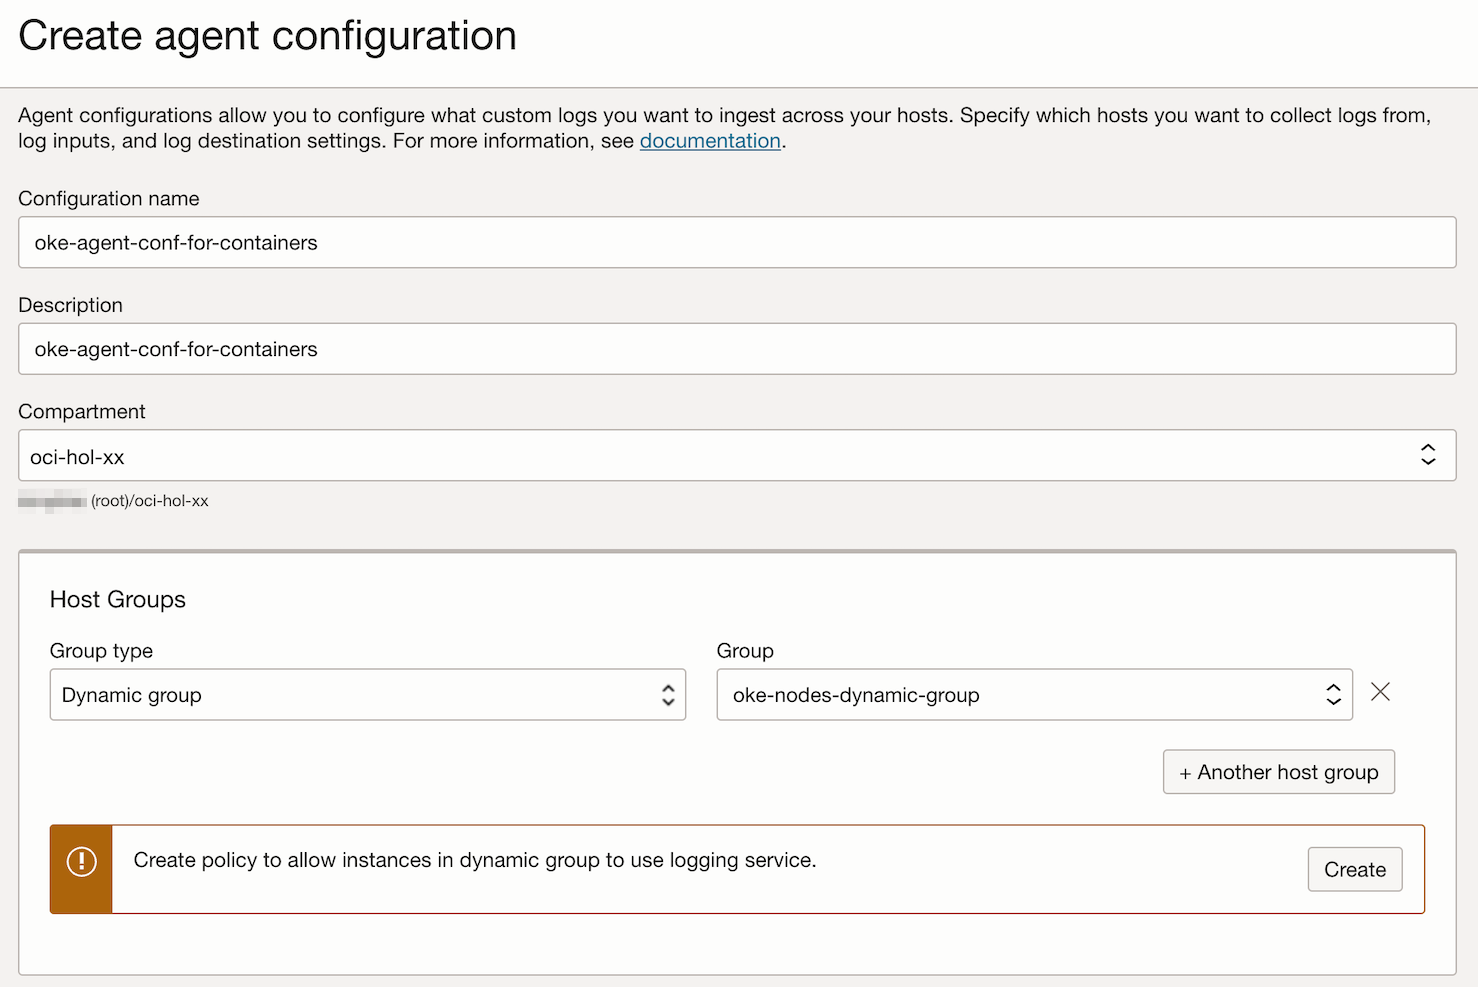 Create agent configuration
Agent configurations allow you to configure what custom logs you want to ingest across your hosts. Specify which hosts you want to collect logs from,
log inputs, and log destination settings. For more information, see documentation.
Configuration name
oke-agent-conf-for-containers
Description
oke-agent-conf-for-containers
Compartment
oci-hol-xx
(root)/oci-hol-xx
Host Groups
Group type
Group
Dynamic group
oke-nodes-dynamic-group
+ Another host group
Create policy to allow instances in dynamic group to use logging service.
Create